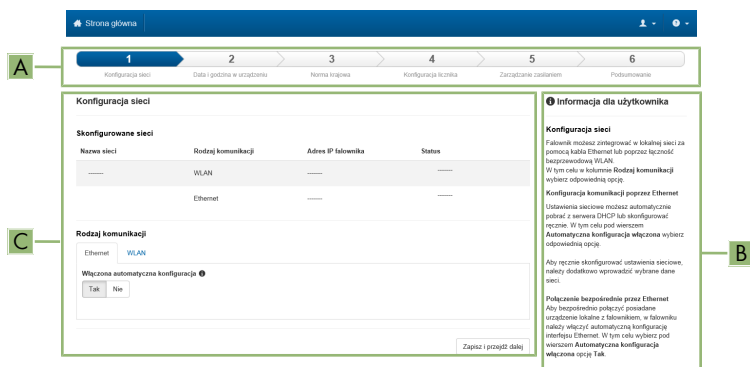 Strona główna
A
1 2 3 4 5 6
Konfiguracja sieci Data i godzina w urządzeniu Norma krajowa Konfiguracja licznika Zarządzanie zasilaniem Podsumowanie
Konfiguracja sieci
Skonfigurowane sieci
Nazwa sieci Rodzaj komunikacji Adres IP falownika Status
------ WLAN ------ ------
Ethernet ------ ------
C
Rodzaj komunikacji
Ethernet WLAN
Włączona automatyczna konfiguracja
Tak Nie
Zapisz i przejdź dalej
Informacja dla użytkownika
Konfiguracja sieci
Falownik możesz zintegrować w lokalnej sieci za
pomocą kabla Ethernet lub poprzez łączność
bezprzewodową WLAN.
W tym celu w kolumnie Rodzaj komunikacji
wybierz odpowiednią opcję.
Konfiguracja komunikacji poprzez Ethernet
Ustawienia sieciowe możesz automatycznie
pobrać z serwera DHCP lub skonfigurować
ręcznie. W tym celu pod wierszem
Automatyczna konfiguracja włączona wybierz
odpowiednią opcję.
Aby ręcznie skonfigurować ustawienia sieciowe,
należy dodatkowo wprowadzić wybrane dane
sieci.
Połączenie bezpośrednie przez Ethernet
Aby bezpośrednio połączyć posiadane
urządzenie lokalne z falownikiem, w falowniku
należy włączyć automatyczną konfigurację
interfejsu Ethernet. W tym celu wybierz pod
wierszem Automatyczna konfiguracja
włączona opcję Tak.
B